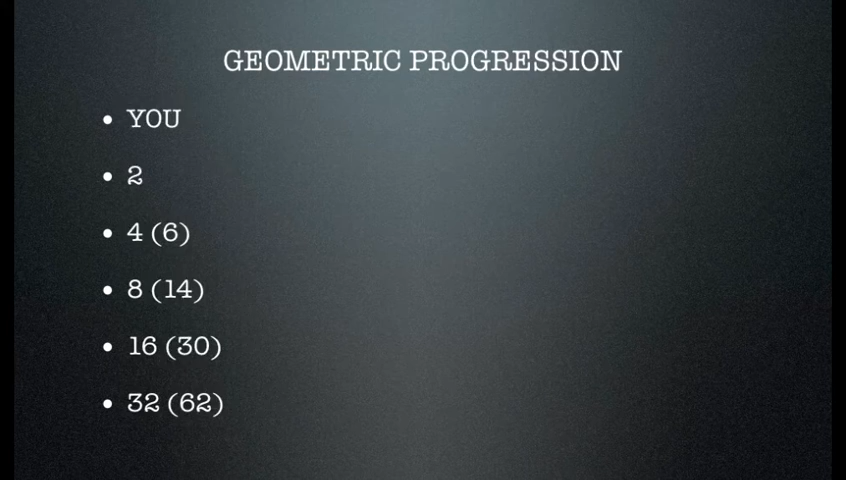 GEOMETRIC PROGRESSION
• YOU
• 2
• 4 (6)
• 8 (14)
• 16 (30)
• 32 (62)